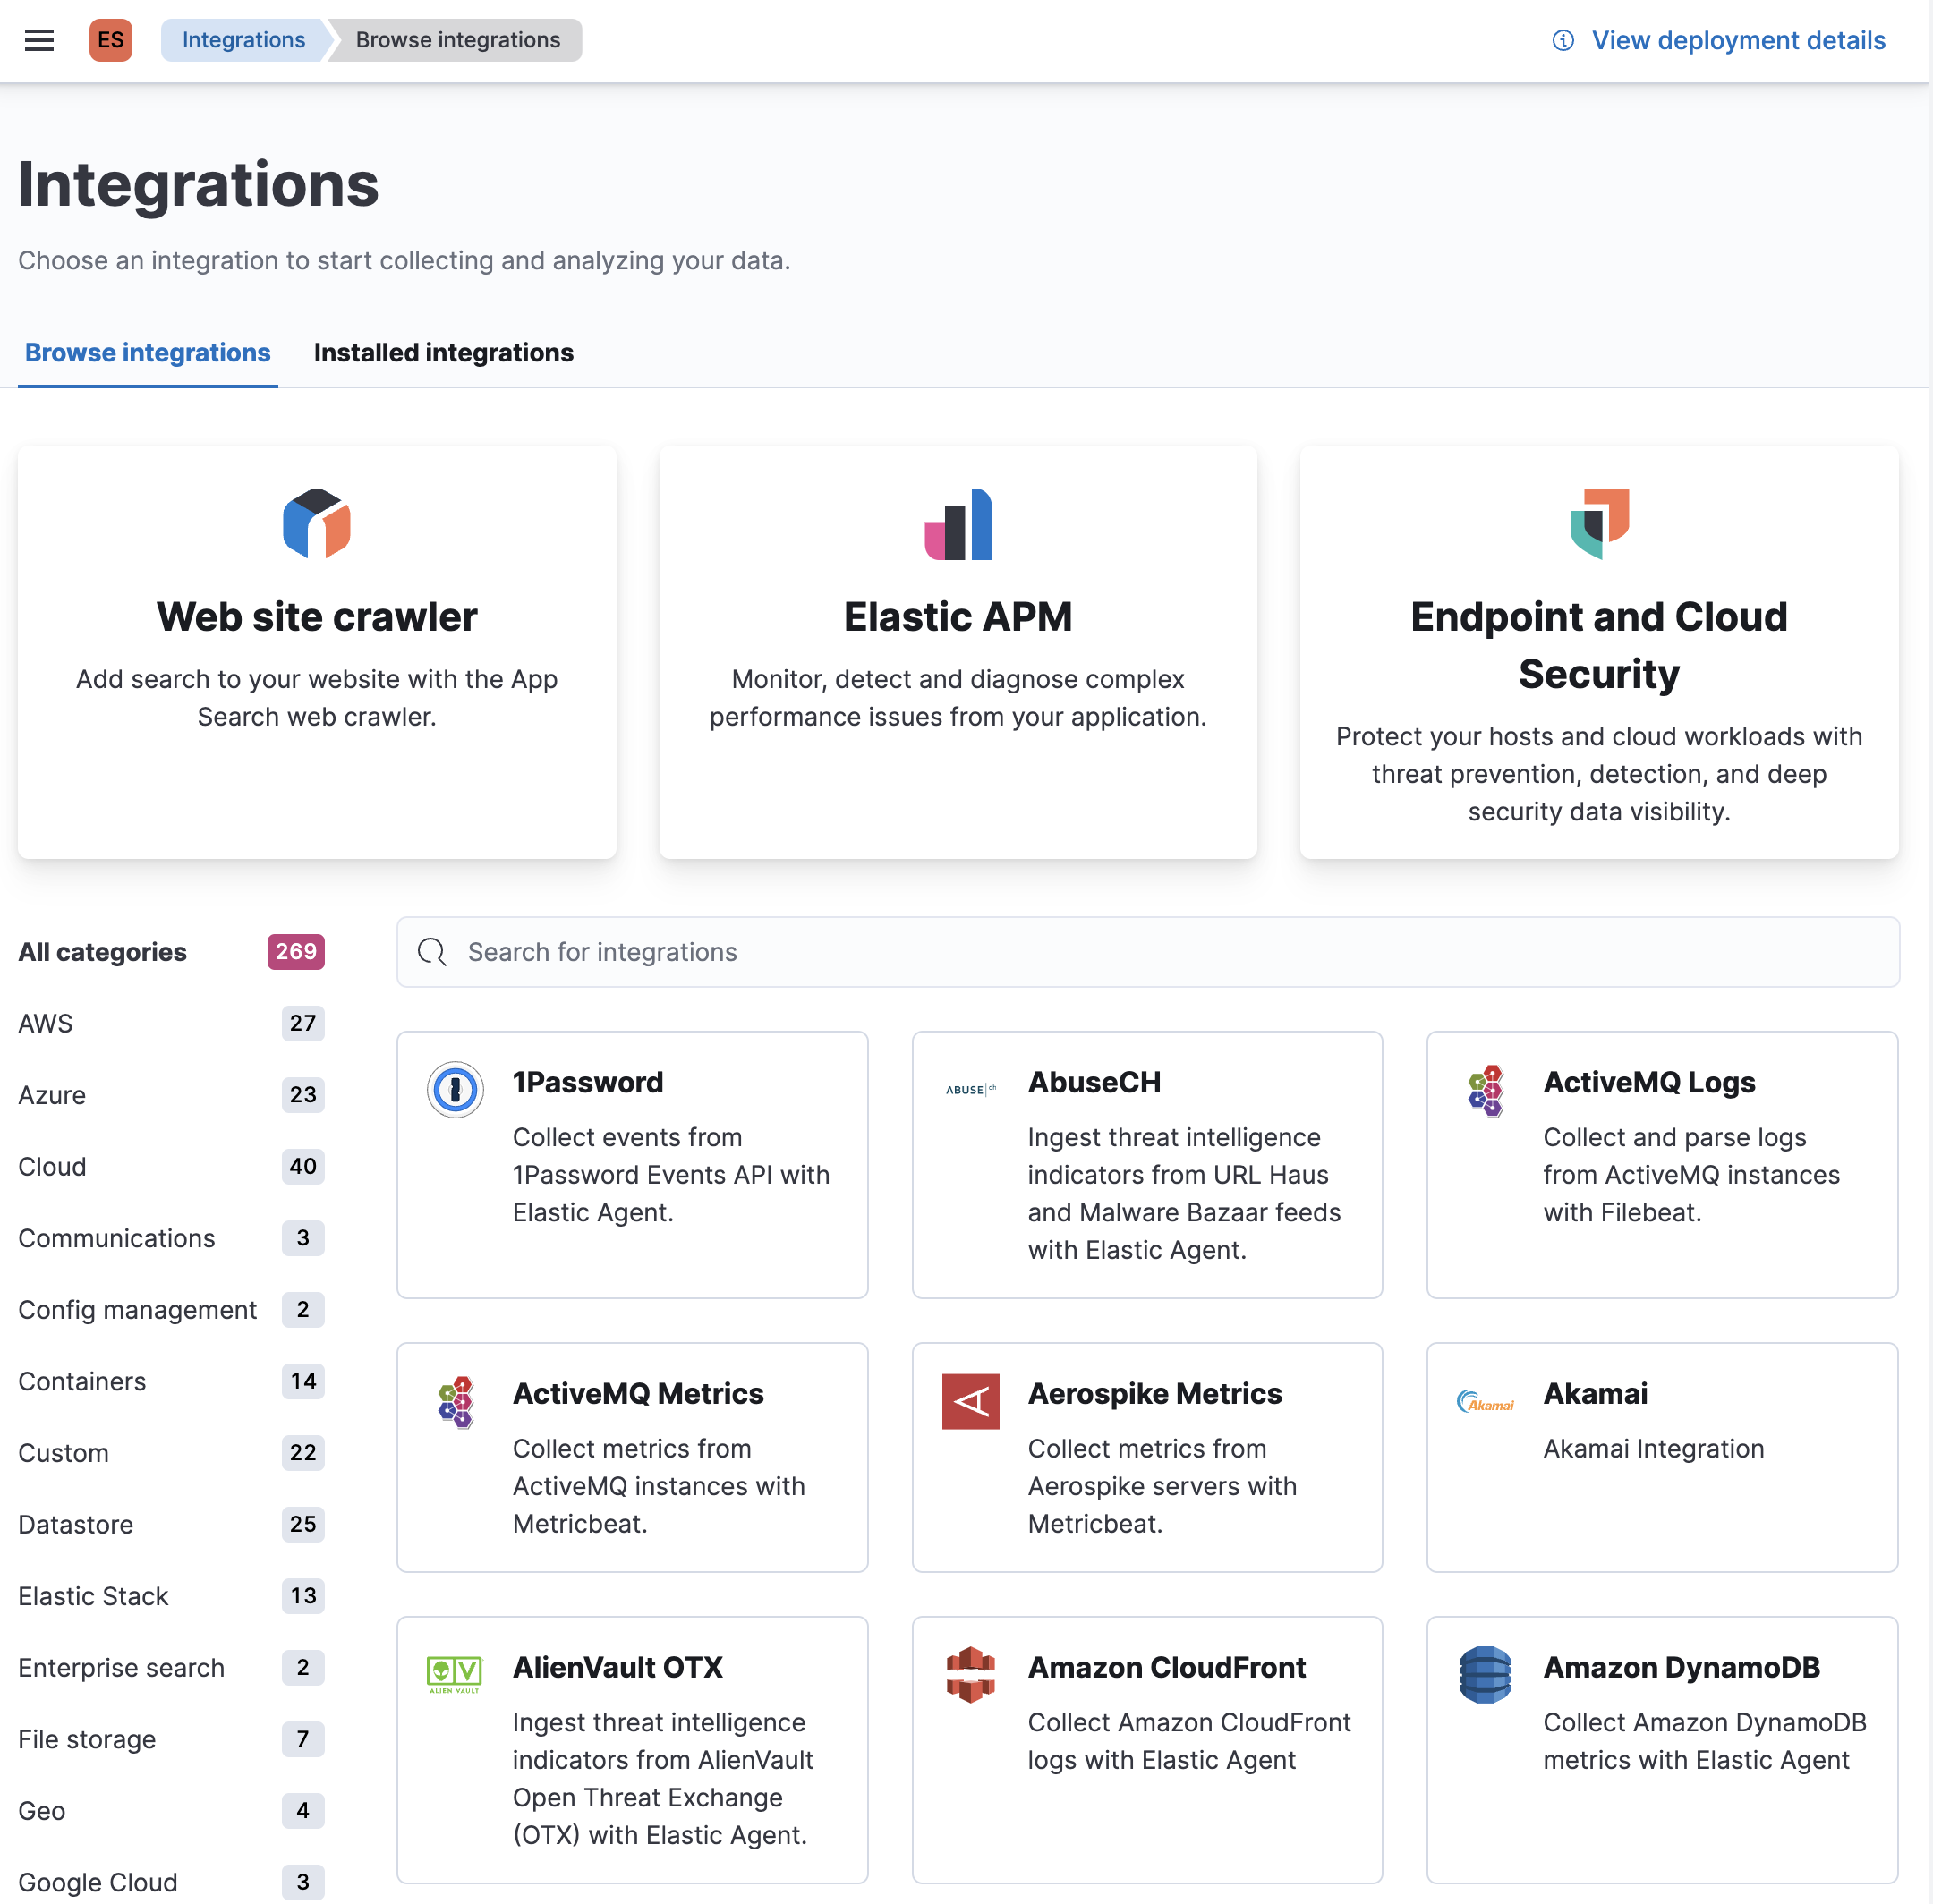 ES
Integrations
Browse integrations
View deployment details
Integrations
Choose an integration to start collecting and analyzing your data.
Browse integrations
Installed integrations
Web site crawler
Add search to your website with the App
Search web crawler.
Elastic APM
Monitor, detect and diagnose complex
performance issues from your application.
Endpoint and Cloud
Security
Protect your hosts and cloud workloads with
threat prevention, detection, and deep
security data visibility.
All categories 269
AWS 27
Azure 23
Cloud 40
Communications 3
Config management 2
Containers 14
Custom 22
Datastore 25
Elastic Stack 13
Enterprise search 2
File storage 7
Geo 4
Google Cloud 3
Search for integrations
1Password
Collect events from
1Password Events API with
Elastic Agent.
ABUSE|ch
AbuseCH
Ingest threat intelligence
indicators from URL Haus
and Malware Bazaar feeds
with Elastic Agent.
ActiveMQ Logs
Collect and parse logs
from ActiveMQ instances
with Filebeat.
ActiveMQ Metrics
Collect metrics from
ActiveMQ instances with
Metricbeat.
Aerospike Metrics
Collect metrics from
Aerospike servers with
Metricbeat.
Akamai
Akamai
Akamai Integration
ALIEN VAULT
AlienVault OTX
Ingest threat intelligence
indicators from AlienVault
Open Threat Exchange
(OTX) with Elastic Agent.
Amazon CloudFront
Collect Amazon CloudFront
logs with Elastic Agent
Amazon DynamoDB
Collect Amazon DynamoDB
metrics with Elastic Agent